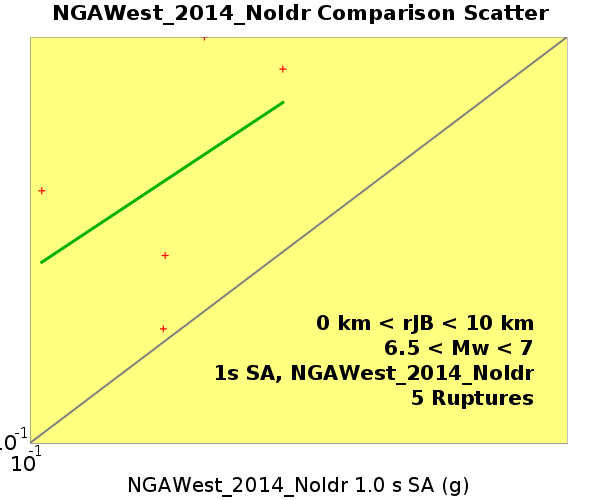 NGAWest_2014_NoIdr Comparison Scatter
0 km < rJB < 10 km
6.5 < Mw < 7
1s SA, NGAWest_2014_NoIdr
5 Ruptures
10^-1
10^-1
NGAWest_2014_NoIdr 1.0 s SA (g)